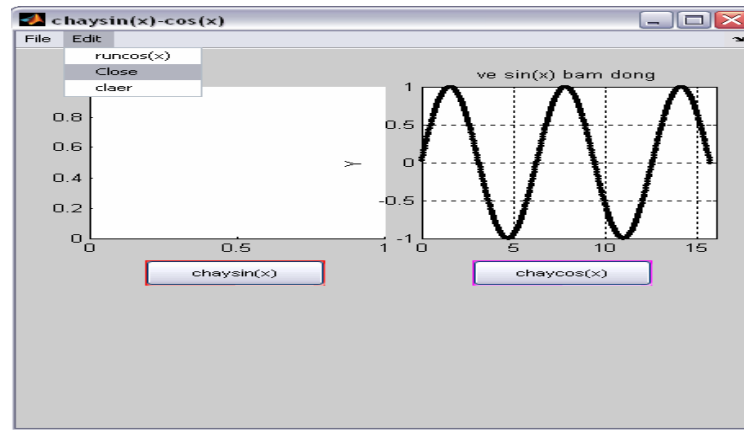 chaysin(x)-cos(x)
File Edit
runcos(x)
Close
claer
ve sin(x) bam dong
0.8
0.6
0.4
0.2
0
0 0.5 1
Y
1
0.5
0
-0.5
-1
0 5 10 15
chaysin(x) chaycos(x)